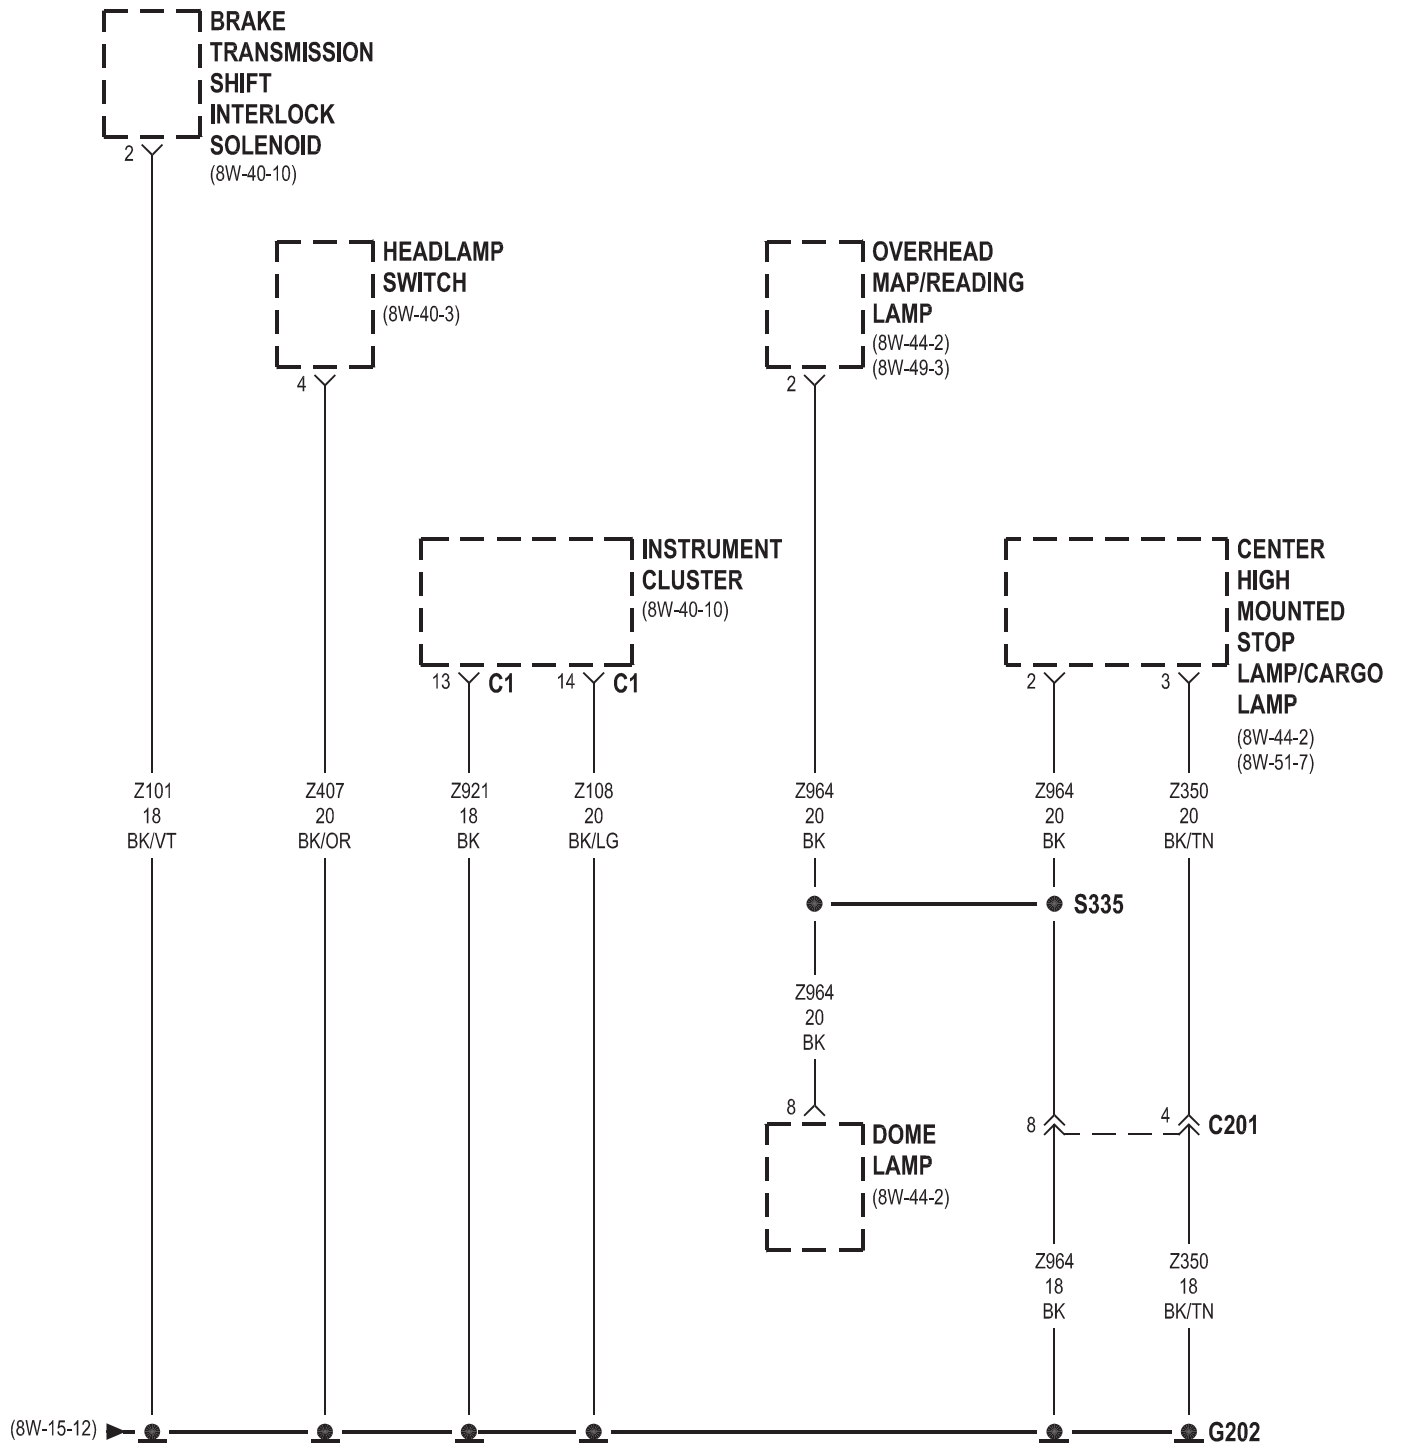 BRAKE
TRANSMISSION
SHIFT
INTERLOCK
SOLENOID
(8W-40-10)
2
HEADLAMP
SWITCH
(8W-40-3)
4
OVERHEAD
MAP/READING
LAMP
(8W-44-2)
(8W-49-3)
2
INSTRUMENT
CLUSTER
(8W-40-10)
13 C1
14 C1
CENTER
HIGH
MOUNTED
STOP
LAMP/CARGO
LAMP
(8W-44-2)
(8W-51-7)
2
3
Z101
18
BK/VT
Z407
20
BK/OR
Z921
18
BK
Z108
20
BK/LG
Z964
20
BK
Z964
20
BK
Z350
20
BK/TN
S335
Z964
20
BK
8
DOME
LAMP
(8W-44-2)
8
4
C201
Z964
18
BK
Z350
18
BK/TN
(8W-15-12)
G202